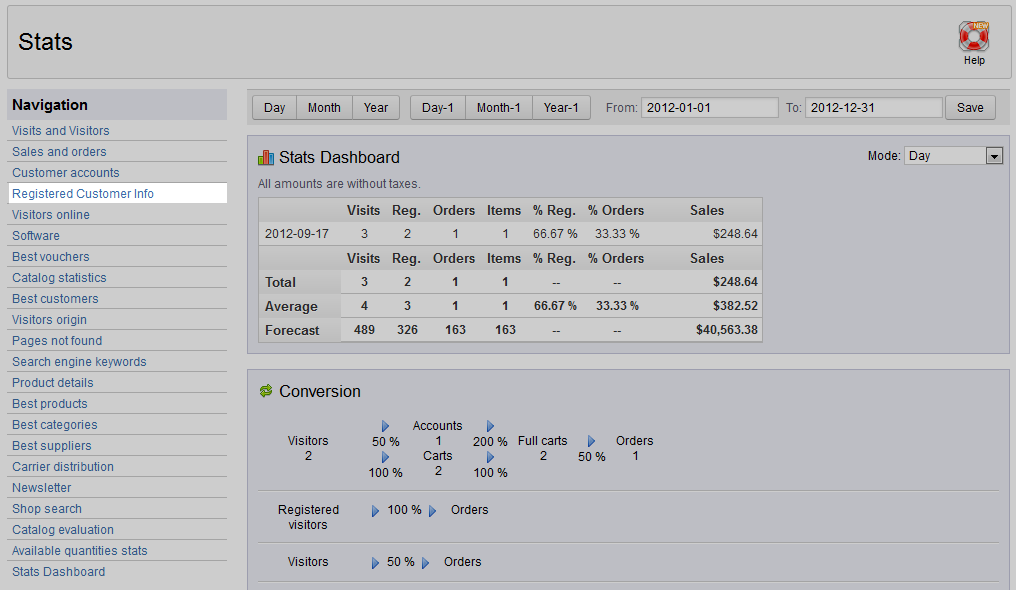 Stats
NEW
Help
Navigation
Visits and Visitors
Sales and orders
Customer accounts
Registered Customer Info
Visitors online
Software
Best vouchers
Catalog statistics
Best customers
Visitors origin
Pages not found
Search engine keywords
Product details
Best products
Best categories
Best suppliers
Carrier distribution
Newsletter
Shop search
Catalog evaluation
Available quantities stats
Stats Dashboard
Day Month Year Day-1 Month-1 Year-1 From: 2012-01-01 To: 2012-12-31 Save
Stats Dashboard
Mode: Day
All amounts are without taxes.
Visits Reg. Orders Items % Reg. % Orders Sales
2012-09-17 3 2 1 1 66.67 % 33.33 % $248.64
Visits Reg. Orders Items % Reg. % Orders Sales
Total 3 2 1 1 -- -- $248.64
Average 4 3 1 1 66.67 % 33.33 % $382.52
Forecast 489 326 163 163 -- -- $40,563.38
Conversion
Accounts
Visitors 50 % 1 200 % Full carts Orders
2 Carts 2 50 % 1
100 % 2 100 %
Registered visitors 100 % Orders
Visitors 50 % Orders